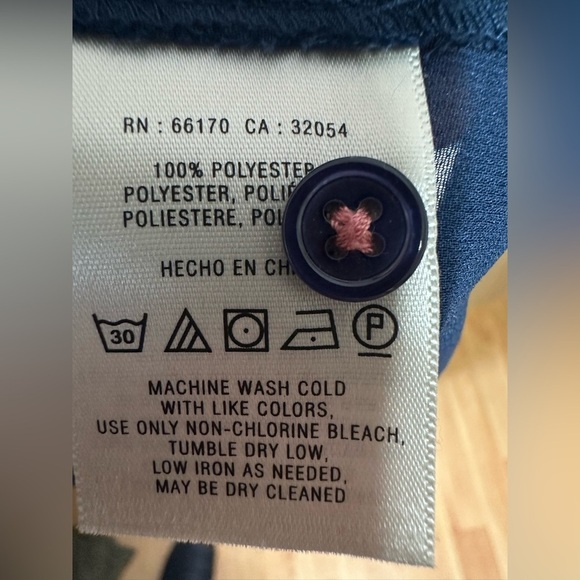 RN : 66170 CA : 32054
100% POLYESTER
POLYESTER,
POLIESTERE,
HECHO EN
30
P
MACHINE WASH COLD
WITH LIKE COLORS,
USE ONLY NON-CHLORINE BLEACH,
TUMBLE DRY LOW,
LOW IRON AS NEEDED,
MAY BE DRY CLEANED